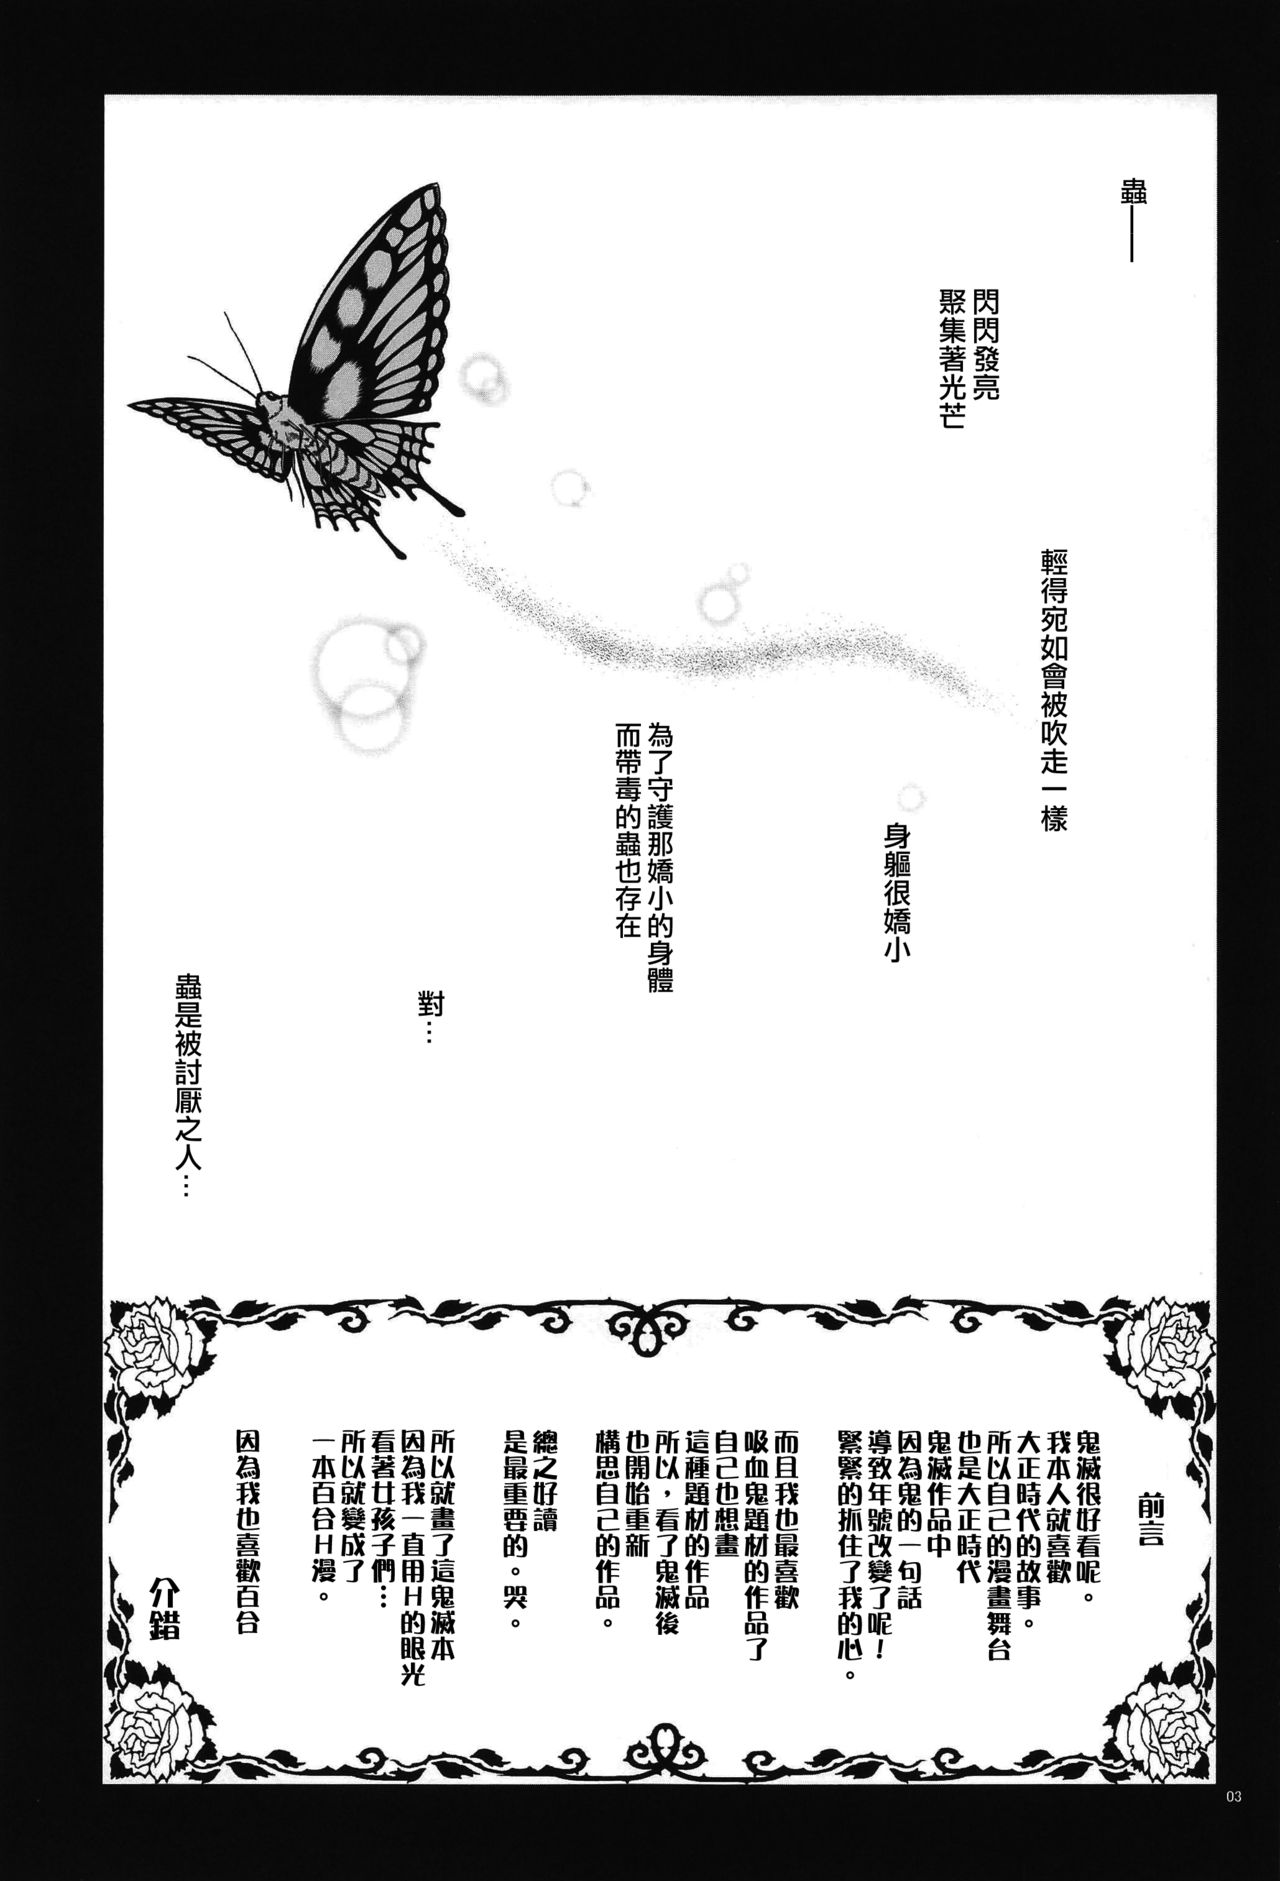 蟲——
閃閃發亮
聚集著光芒
輕得宛如會被吹走一樣
身軀很嬌小
為了守護那嬌小的身體
而帶毒的蟲也存在
對…
蟲是被討厭之人…
前言
鬼滅很好看呢。
我本人就喜歡
大正時代的故事。
所以自己的漫畫舞台
也是大正時代
鬼滅作品中
因為鬼的一句話
導致年號改變了呢！
緊緊的抓住了我的心。
而且我也最喜歡
吸血鬼題材的作品了
自己也想畫
這種題材的作品
所以，看了鬼滅後
也開始重新
構思自己的作品。
總之好讀
是最重要的。哭。
所以就畫了這鬼滅本
因為我一直用H的眼光
看著女孩子們…
所以就變成了
一本百合H漫。
因為我也喜歡百合
介錯
03